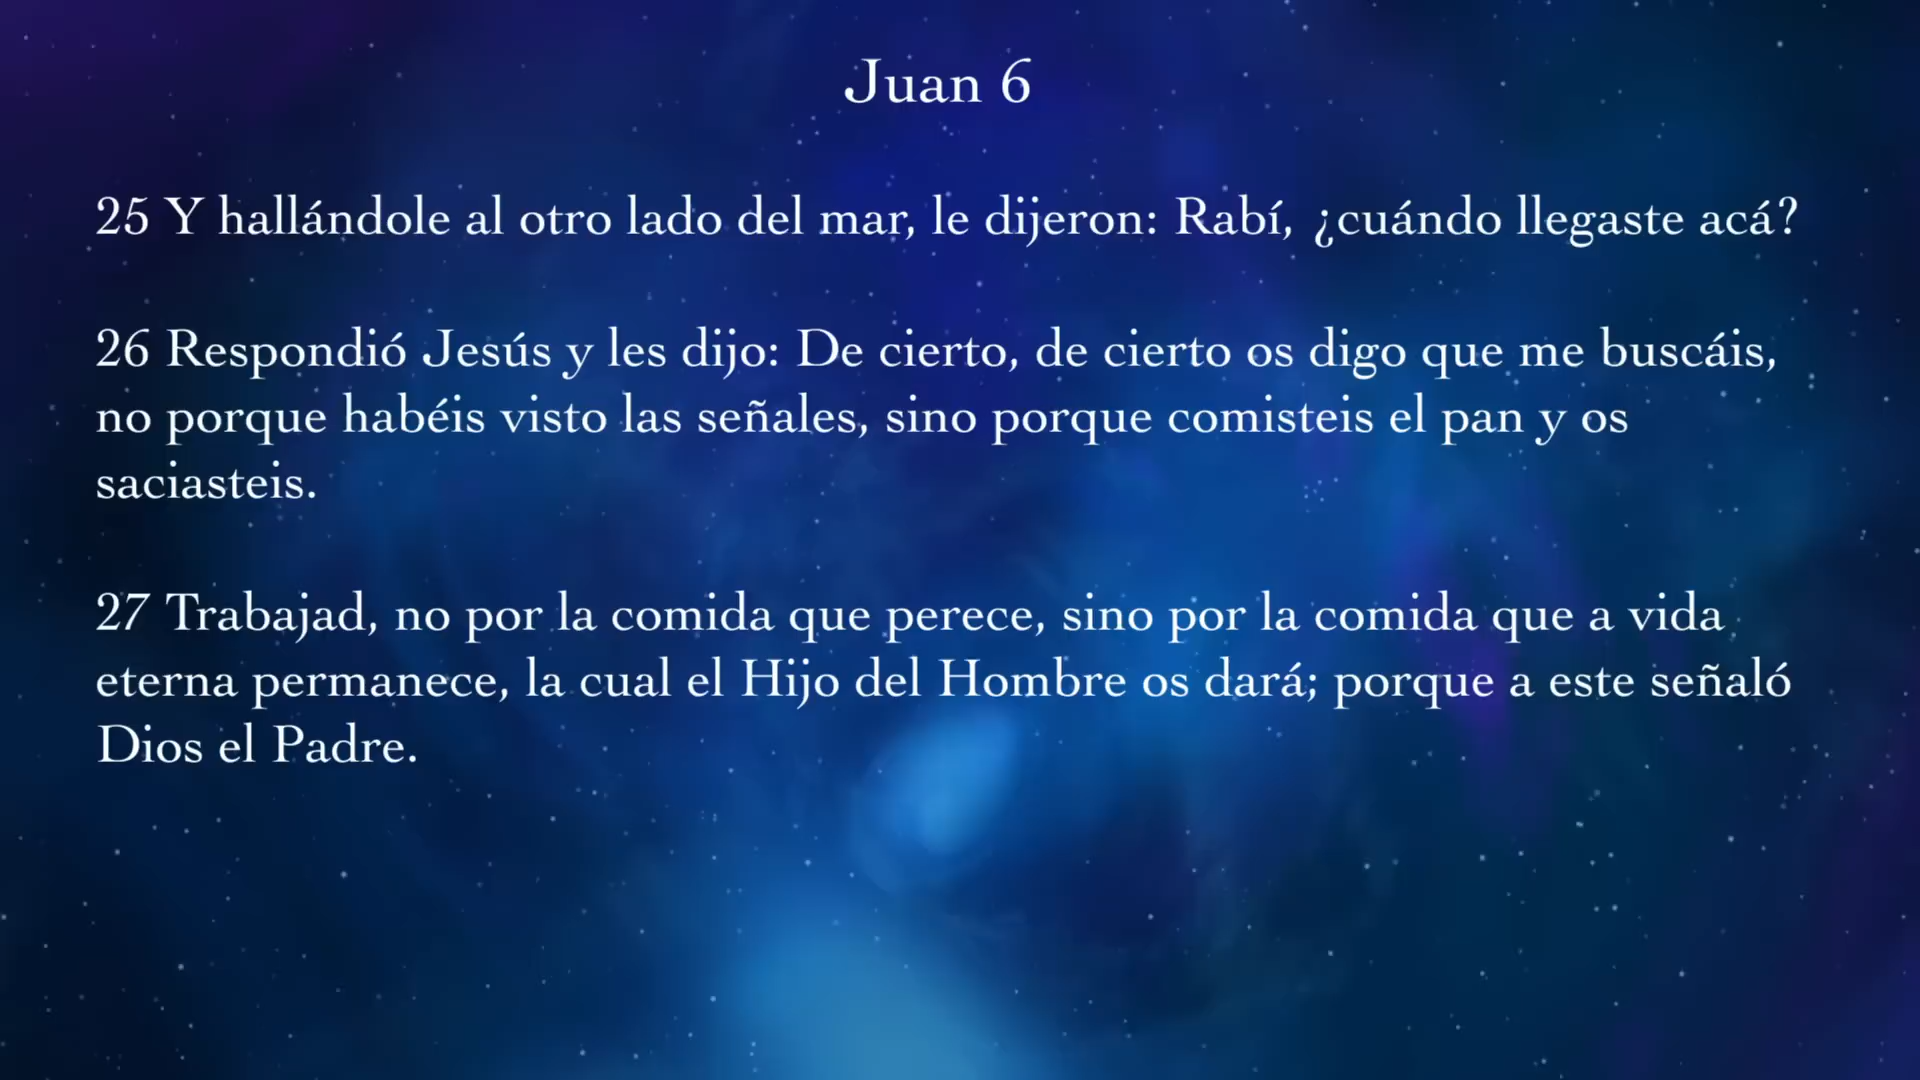 Juan 6
25 Y hallándole al otro lado del mar, le dijeron: Rabí, ¿cuándo llegaste acá?
26 Respondió Jesús y les dijo: De cierto, de cierto os digo que me buscáis,
no porque habéis visto las señales, sino porque comisteis el pan y os
saciasteis.
27 Trabajad, no por la comida que perece, sino por la comida que a vida
eterna permanece, la cual el Hijo del Hombre os dará; porque a este señaló
Dios el Padre.